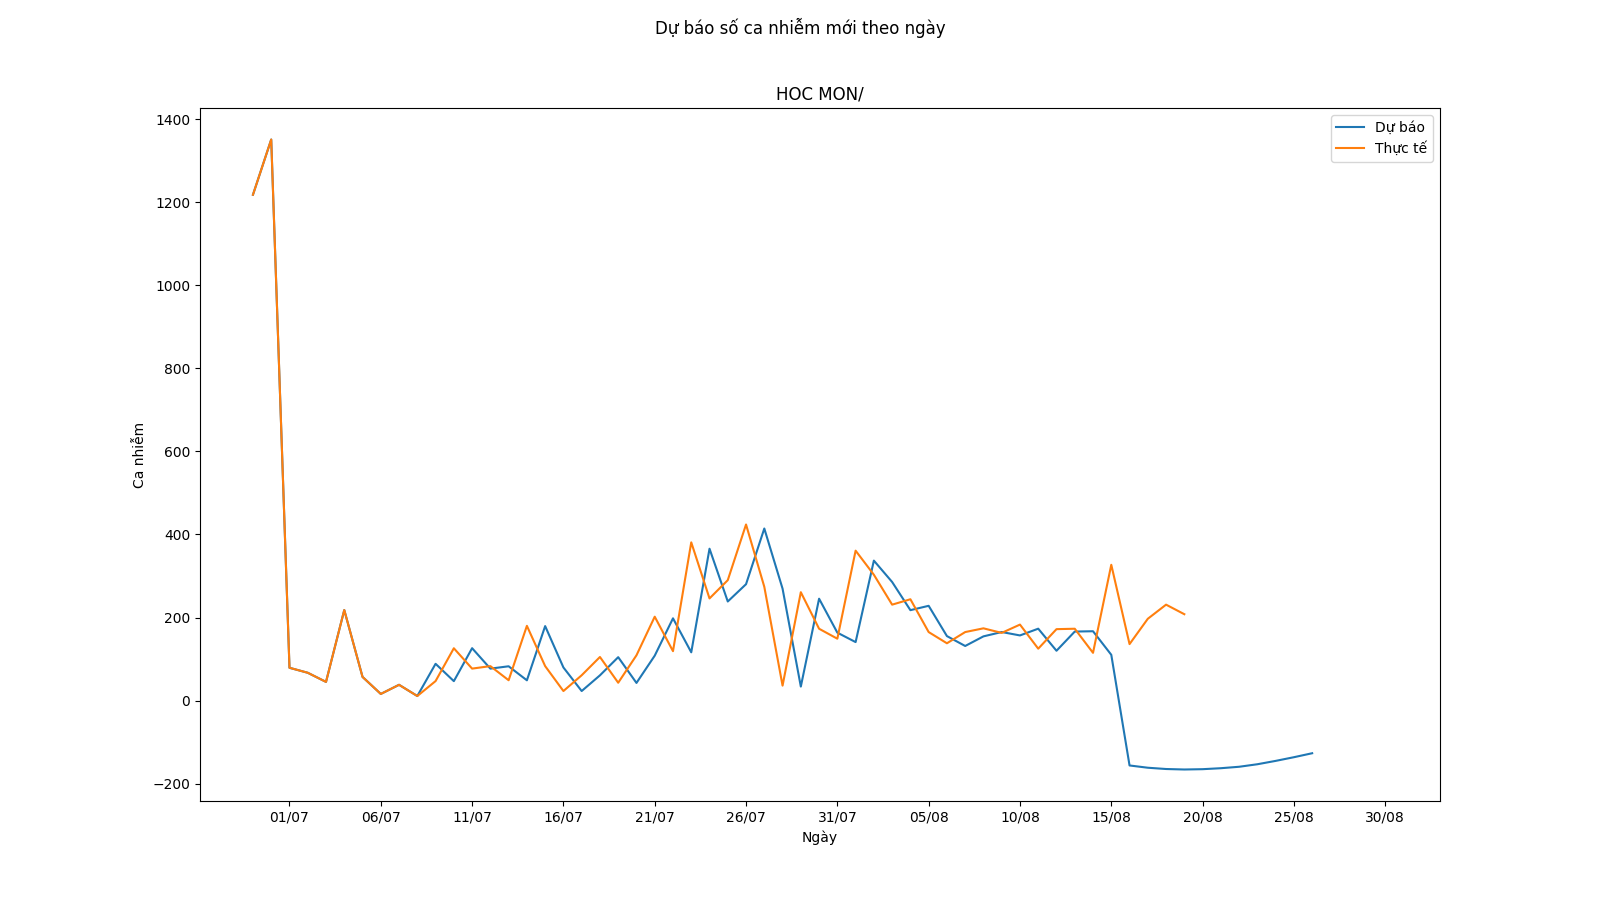 Dự báo số ca nhiễm mới theo ngày
HOC MON/
1400
1200
1000
800
600
400
200
0
−200
Ca nhiễm
Dự báo
Thực tế
01/07 06/07 11/07 16/07 21/07 26/07 31/07 05/08 10/08 15/08 20/08 25/08 30/08
Ngày